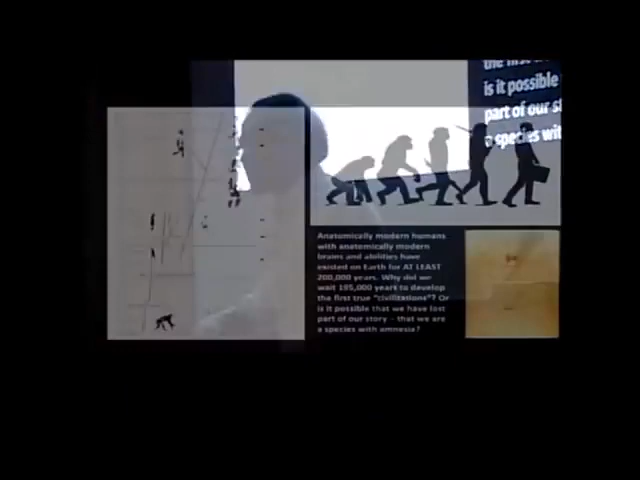 the first
is it possible
part of our st
a species wit
Anatomically modern humans
with anatomically modern
brains and abilities have
existed on Earth for AT LEAST
200,000 years. Why did we
wait 195,000 years to develop
the first true "civilizations"? Or
is it possible that we have lost
part of our story - that we are
a species with amnesia?